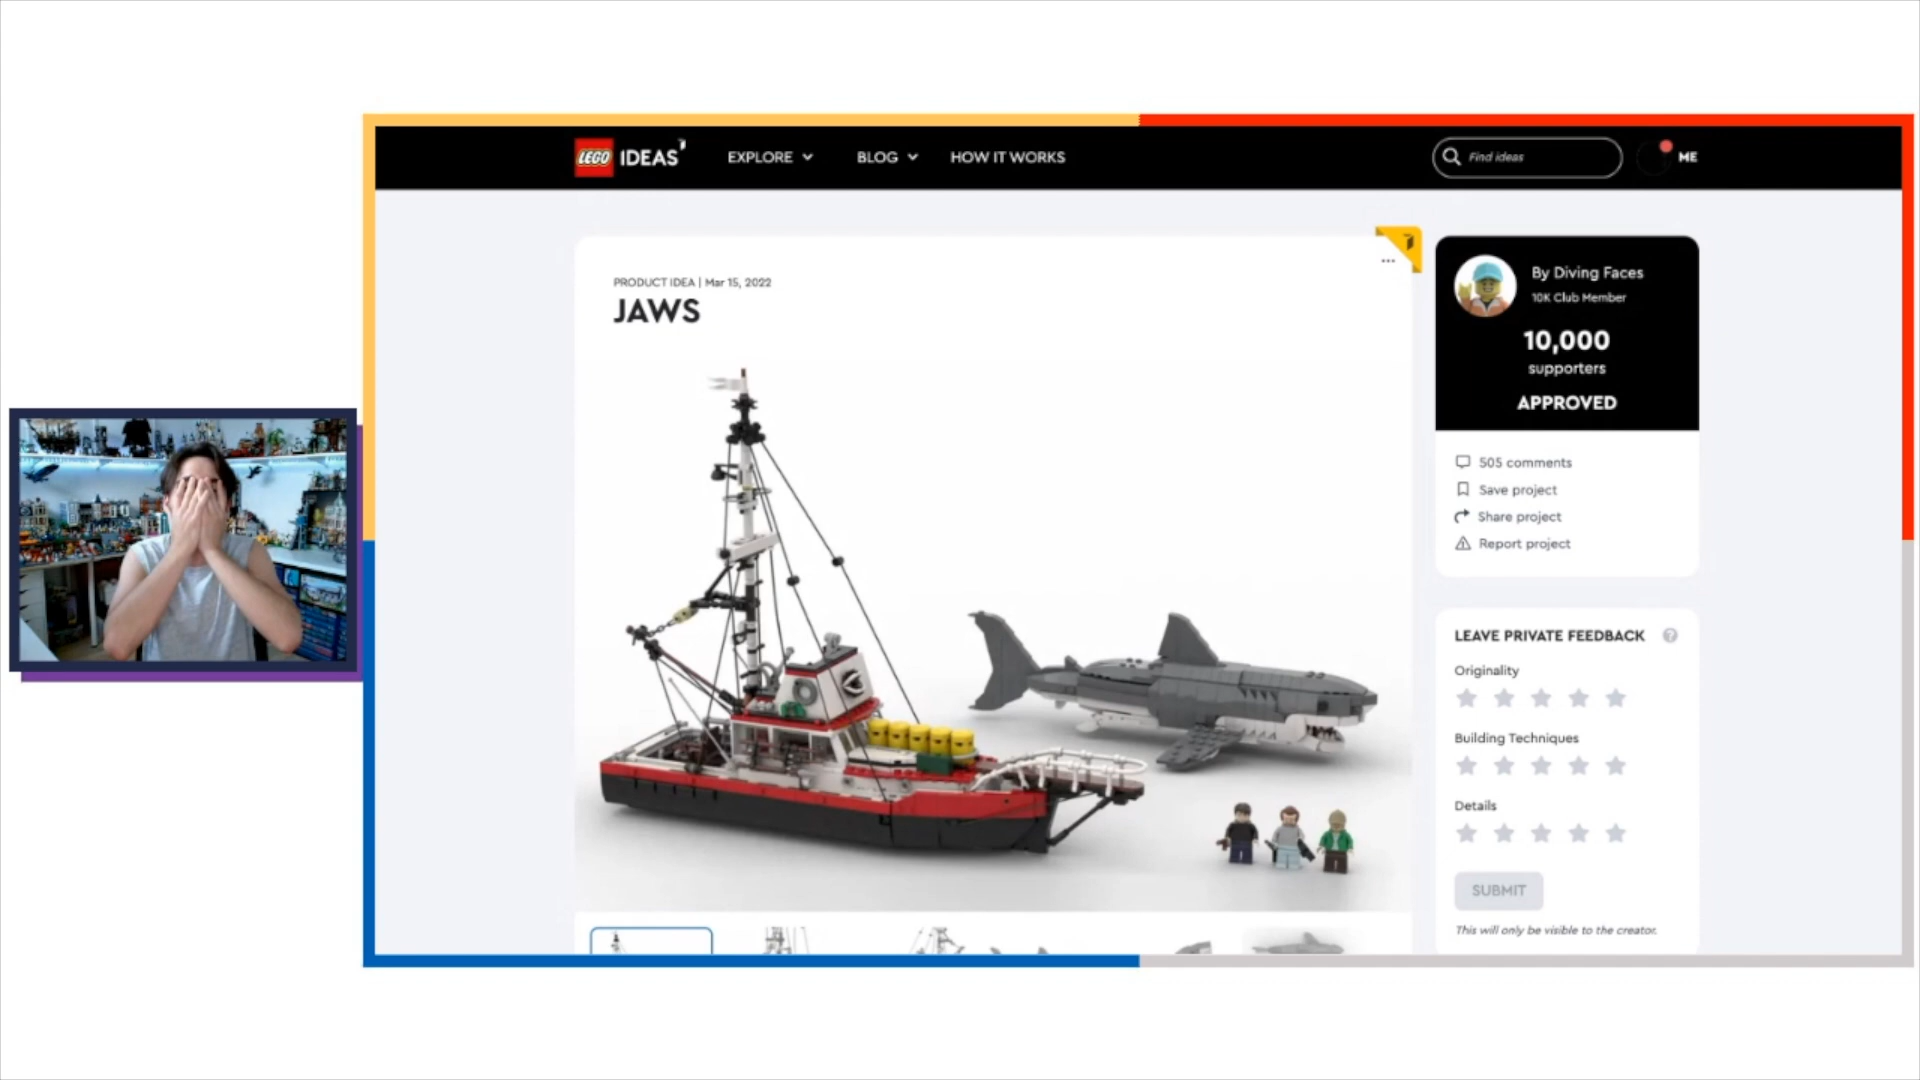 LEGO IDEAS
EXPLORE
BLOG
HOW IT WORKS
Find ideas
ME
PRODUCT IDEA | Mar 15, 2022
JAWS
By Diving Faces
10K Club Member
10,000
supporters
APPROVED
505 comments
Save project
Share project
Report project
LEAVE PRIVATE FEEDBACK
?
Originality
Building Techniques
Details
SUBMIT
This will only be visible to the creator.